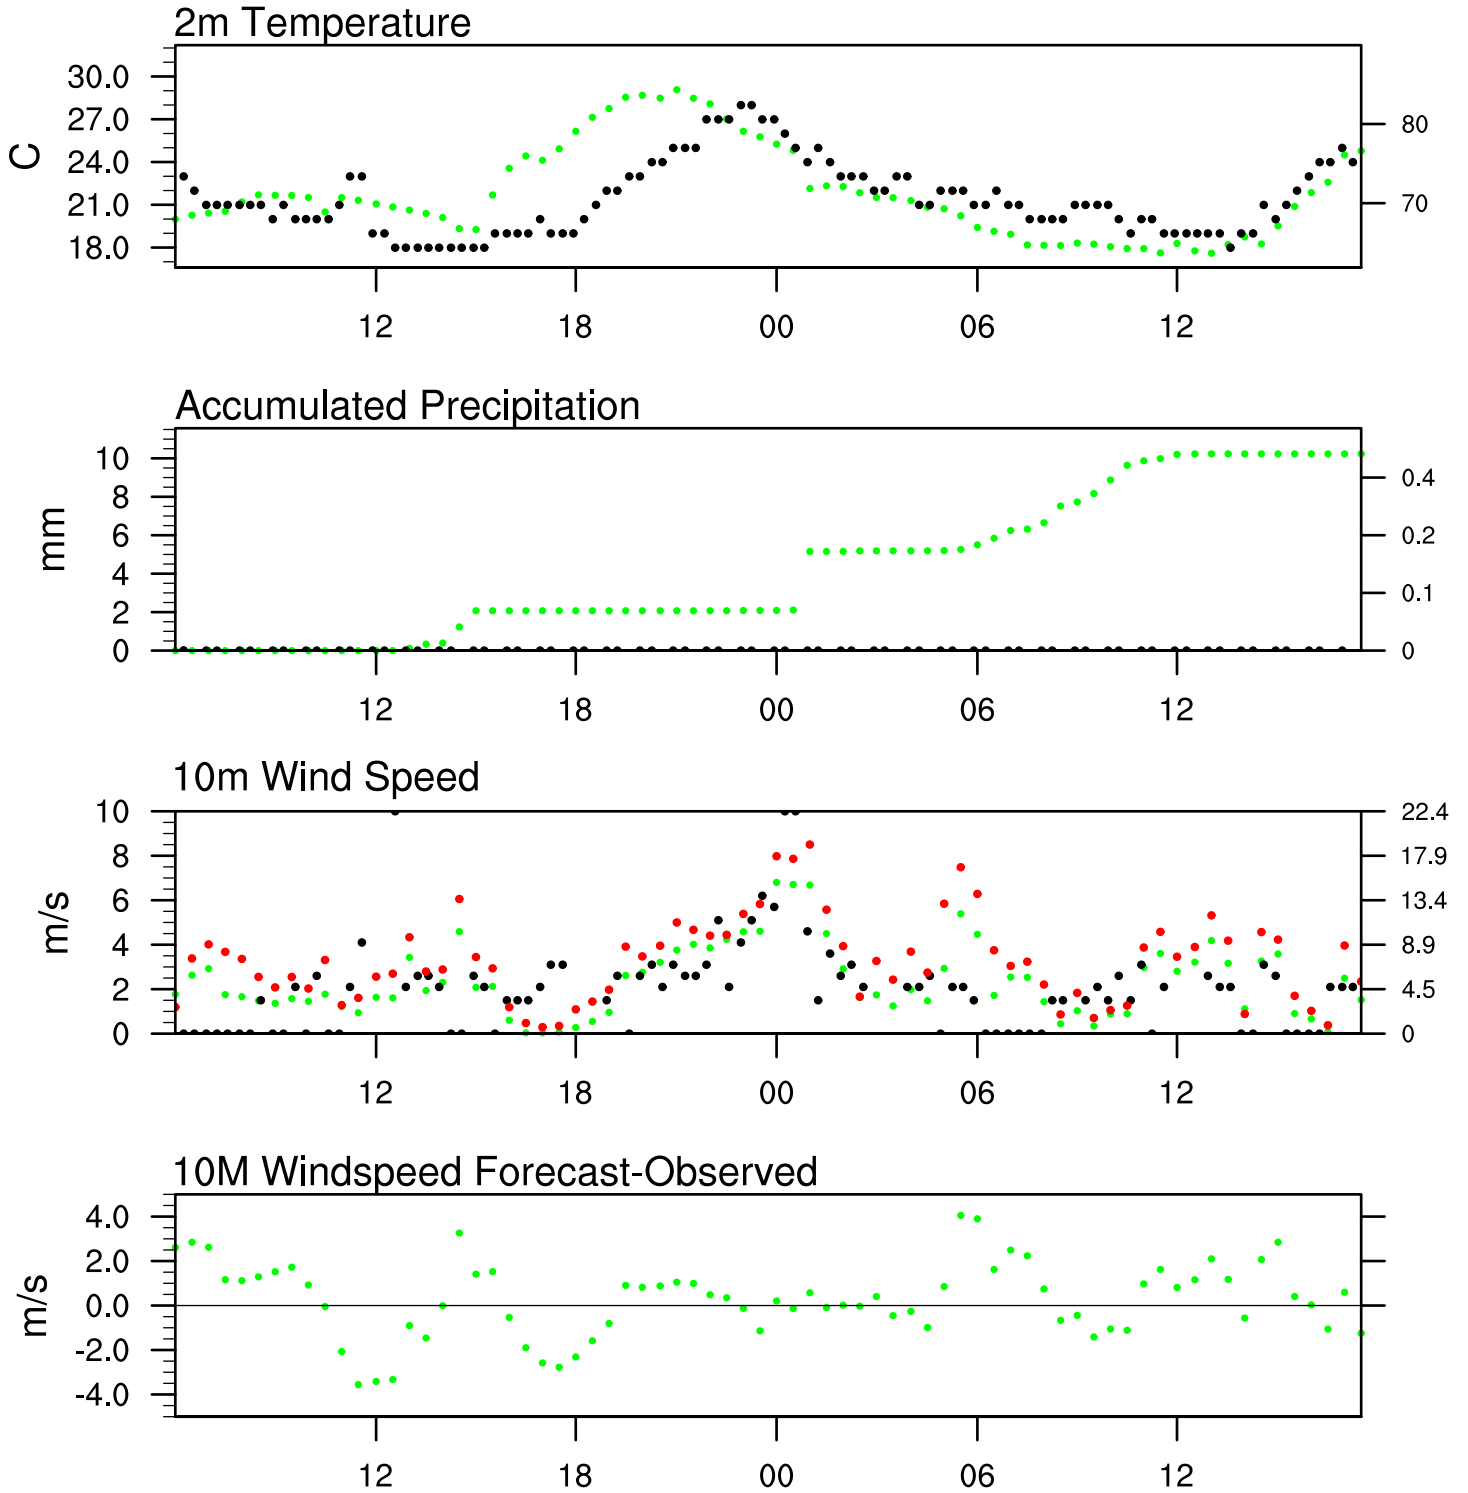 2m Temperature
30.0
27.0
24.0
21.0
18.0
C
80
70
12 18 00 06 12
Accumulated Precipitation
10
8
6
4
2
0
mm
0.4
0.2
0.1
0
12 18 00 06 12
10m Wind Speed
10
8
6
4
2
0
m/s
22.4
17.9
13.4
8.9
4.5
0
12 18 00 06 12
10M Windspeed Forecast-Observed
4.0
2.0
0.0
-2.0
-4.0
m/s
12 18 00 06 12